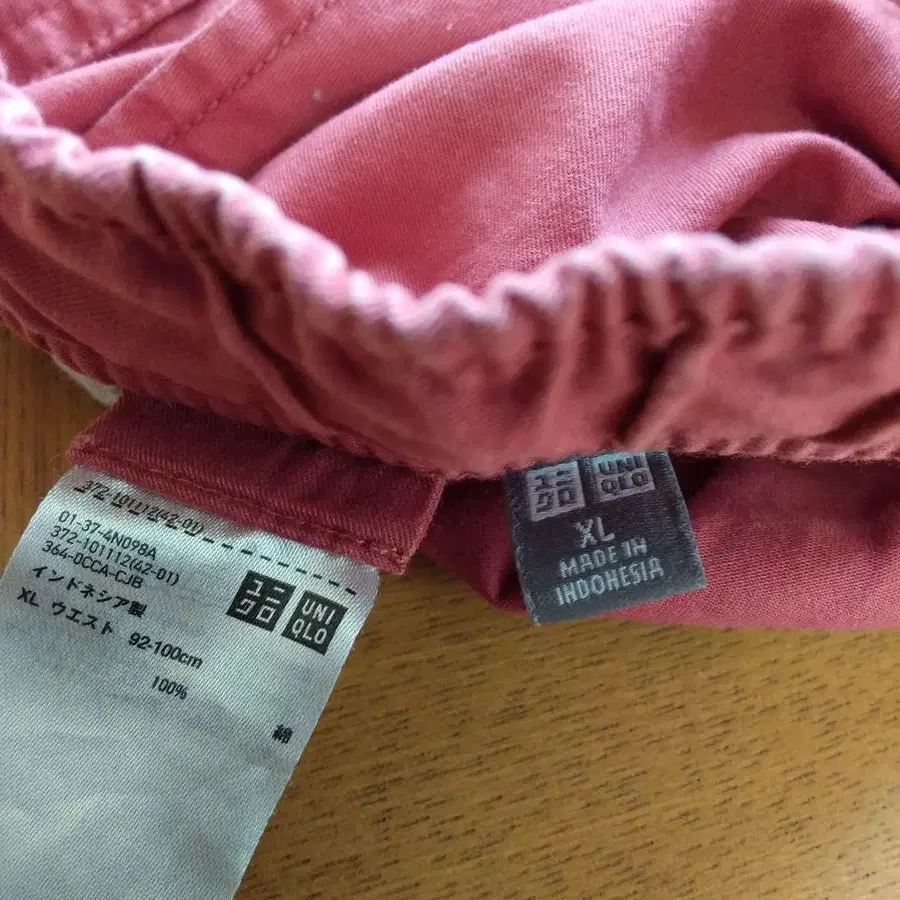 372-101112(42-01)
01-37-4N098A
372-101112(42-01)
364-0CCA-CJB
インドネシア製
XL ウエスト 92-100cm
100%
綿
ユニ
クロ
UNI
QLO
ユニ
クロ
UNI
QLO
XL
MADE IN
INDONESIA